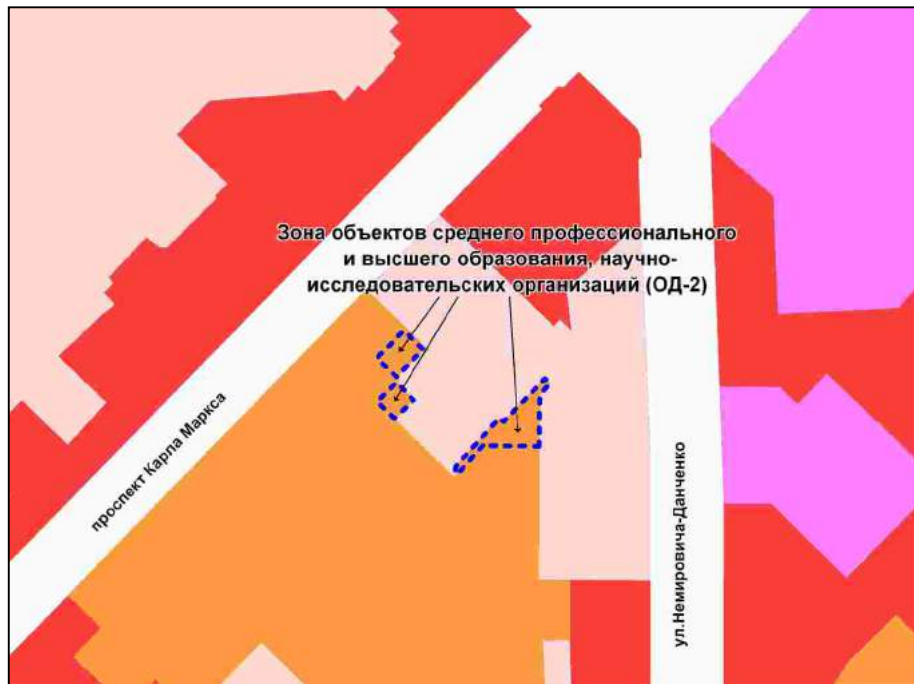 Зона объектов среднего профессионального
и высшего образования, научно-
исследовательских организаций (ОД-2)
проспект Карла Маркса
ул.Немировича-Данченко